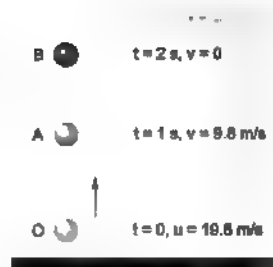 B t = 2 s, v = 0
A t = 1 s, v = 9.8 m/s
O t = 0, u = 19.6 m/s